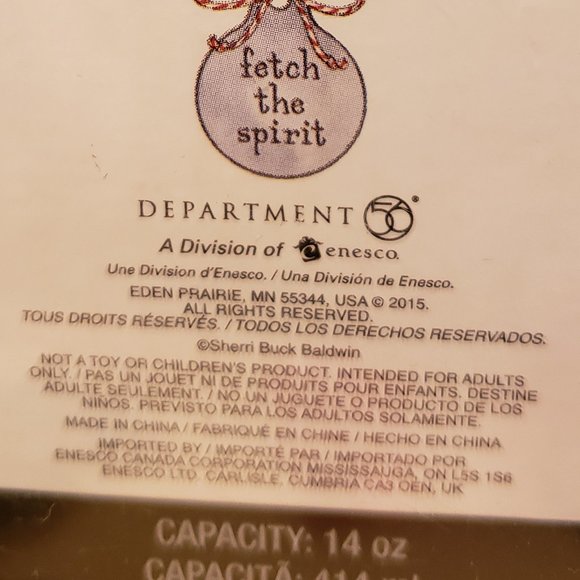 fetch
the
spirit
DEPARTMENT 56®
A Division of enesco.
Une Division d'Enesco. / Una División de Enesco.
EDEN PRAIRIE, MN 55344, USA © 2015.
ALL RIGHTS RESERVED.
TOUS DROITS RÉSERVÉS. / TODOS LOS DERECHOS RESERVADOS.
©Sherri Buck Baldwin
NOT A TOY OR CHILDREN'S PRODUCT. INTENDED FOR ADULTS
ONLY. / PAS UN JOUET NI DE PRODUITS POUR ENFANTS. DESTINE
ADULTE SEULEMENT. / NO UN JUGUETE O PRODUCTO DE LOS
NIÑOS. PREVISTO PARA LOS ADULTOS SOLAMENTE.
MADE IN CHINA / FABRIQUÉ EN CHINE / HECHO EN CHINA
IMPORTED BY / IMPORTÉ PAR / IMPORTADO POR
ENESCO CANADA CORPORATION MISSISSAUGA, ON L5S 1S6
ENESCO LTD. CARLISLE, CUMBRIA CA3 OEN, UK
CAPACITY: 14 oz
CAPACITÃ: 414 ml